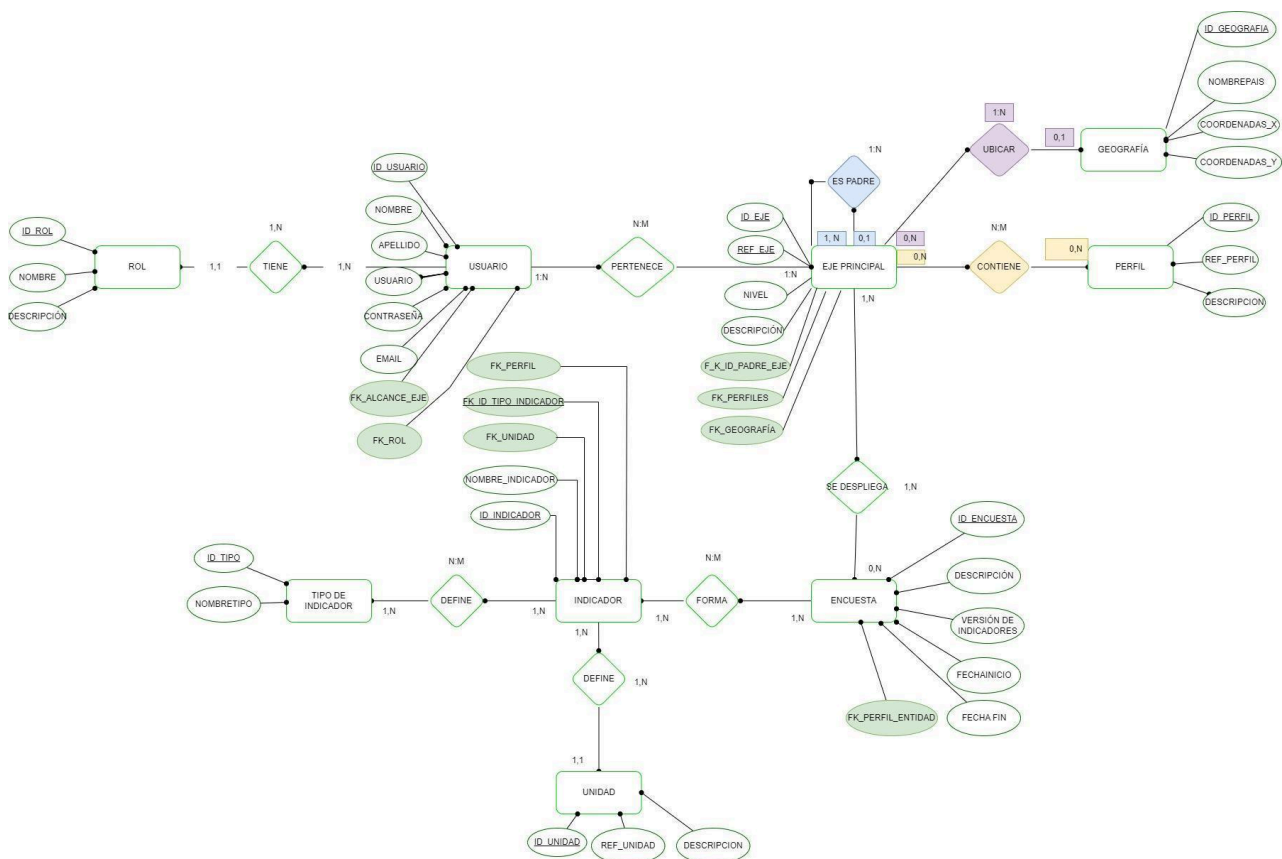 ID_GEOGRAFIA
NOMBREPAIS
COORDENADAS_X
COORDENADAS_Y
1:N
0,1
UBICAR
GEOGRAFÍA
1:N
ES PADRE
ID_USUARIO
NOMBRE
APELLIDO
USUARIO
CONTRASEÑA
EMAIL
FK_ALCANCE_EJE
FK_ROL
ID_ROL
NOMBRE
DESCRIPCIÓN
ROL
1,1
1,N
TIENE
1,N
USUARIO
1:N
N:M
PERTENECE
1:N
ID_EJE
REF_EJE
NIVEL
DESCRIPCIÓN
F_K_ID_PADRE_EJE
FK_PERFILES
FK_GEOGRAFÍA
1, N
0,1
0,N
EJE PRINCIPAL
0,N
1,N
N:M
CONTIENE
0,N
PERFIL
ID_PERFIL
REF_PERFIL
DESCRIPCION
FK_PERFIL
FK_ID_TIPO_INDICADOR
FK_UNIDAD
NOMBRE_INDICADOR
ID_INDICADOR
SE DESPLIEGA
1,N
0,N
ID_ENCUESTA
DESCRIPCIÓN
VERSIÓN DE
INDICADORES
FECHAINICIO
FECHA FIN
FK_PERFIL_ENTIDAD
ID_TIPO
NOMBRETIPO
TIPO DE
INDICADOR
1,N
N:M
DEFINE
1,N
INDICADOR
1,N
1,N
N:M
FORMA
1,N
ENCUESTA
DEFINE
1,N
1,1
UNIDAD
ID_UNIDAD
REF_UNIDAD
DESCRIPCION